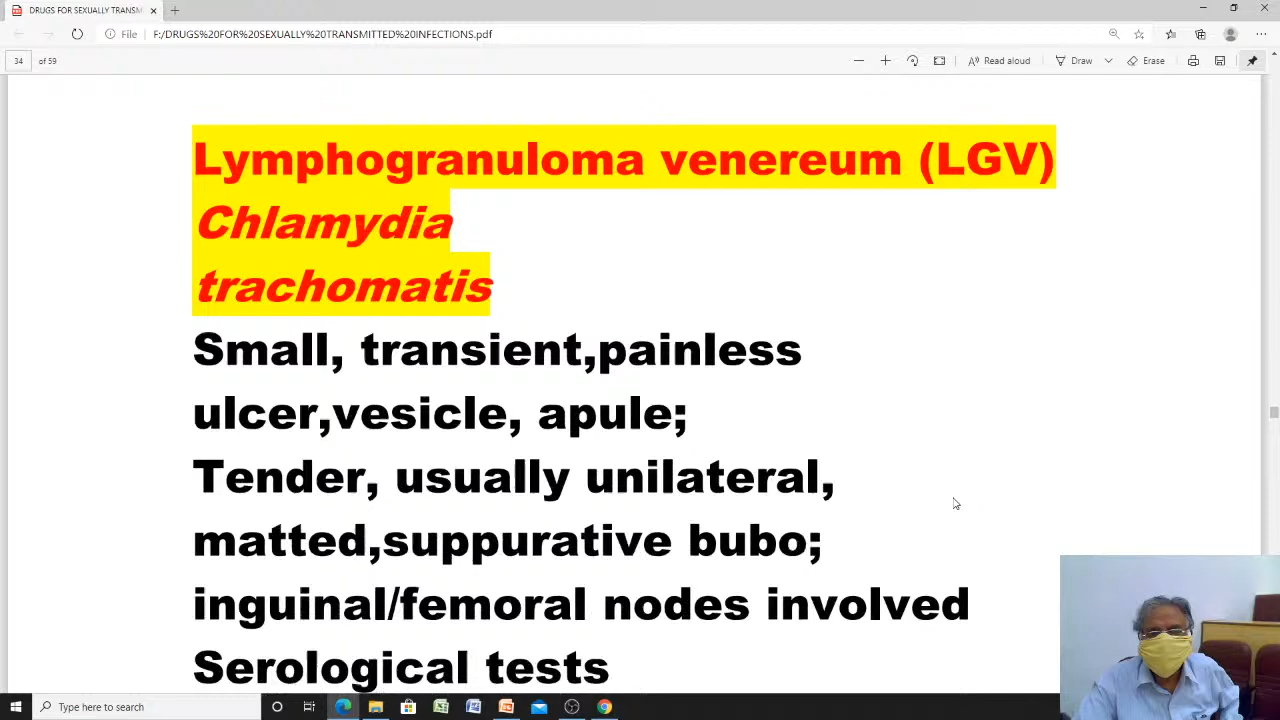 DRUGS FOR SEXUALLY TRANSM
File F:/DRUGS%20FOR%20SEXUALLY%20TRANSMITTED%20INFECTIONS.pdf
34 of 59 Read aloud Draw Erase
Lymphogranuloma venereum (LGV)
Chlamydia
trachomatis
Small, transient,painless
ulcer,vesicle, apule;
Tender, usually unilateral,
matted,suppurative bubo;
inguinal/femoral nodes involved
Serological tests
Type here to search